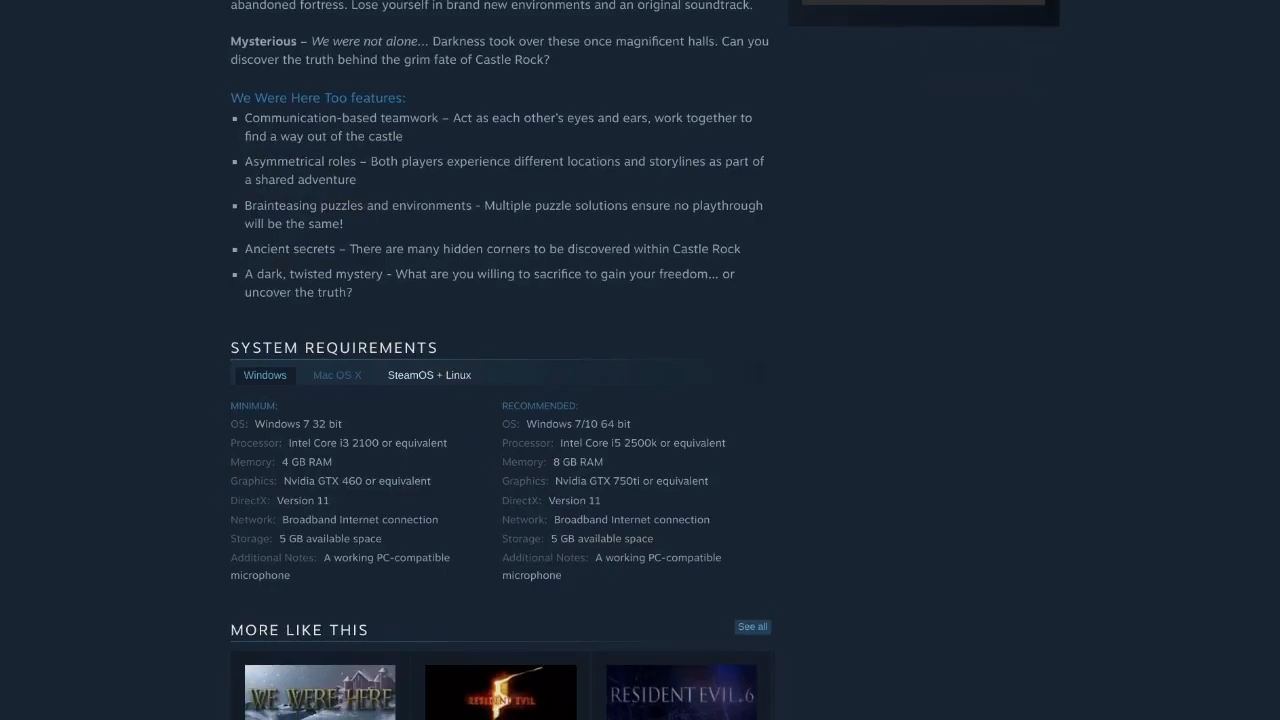 abandoned fortress. Lose yourself in brand new environments and an original soundtrack.
Mysterious – We were not alone... Darkness took over these once magnificent halls. Can you
discover the truth behind the grim fate of Castle Rock?
We Were Here Too features:
▪ Communication-based teamwork – Act as each other's eyes and ears, work together to
find a way out of the castle
▪ Asymmetrical roles – Both players experience different locations and storylines as part of
a shared adventure
▪ Brainteasing puzzles and environments - Multiple puzzle solutions ensure no playthrough
will be the same!
▪ Ancient secrets – There are many hidden corners to be discovered within Castle Rock
▪ A dark, twisted mystery - What are you willing to sacrifice to gain your freedom... or
uncover the truth?
SYSTEM REQUIREMENTS
Windows Mac OS X SteamOS + Linux
MINIMUM:
OS: Windows 7 32 bit
Processor: Intel Core i3 2100 or equivalent
Memory: 4 GB RAM
Graphics: Nvidia GTX 460 or equivalent
DirectX: Version 11
Network: Broadband Internet connection
Storage: 5 GB available space
Additional Notes: A working PC-compatible
microphone
RECOMMENDED:
OS: Windows 7/10 64 bit
Processor: Intel Core i5 2500k or equivalent
Memory: 8 GB RAM
Graphics: Nvidia GTX 750ti or equivalent
DirectX: Version 11
Network: Broadband Internet connection
Storage: 5 GB available space
Additional Notes: A working PC-compatible
microphone
MORE LIKE THIS
See all
WE WERE HERE
RESIDENT EVIL 5
RESIDENT EVIL 6